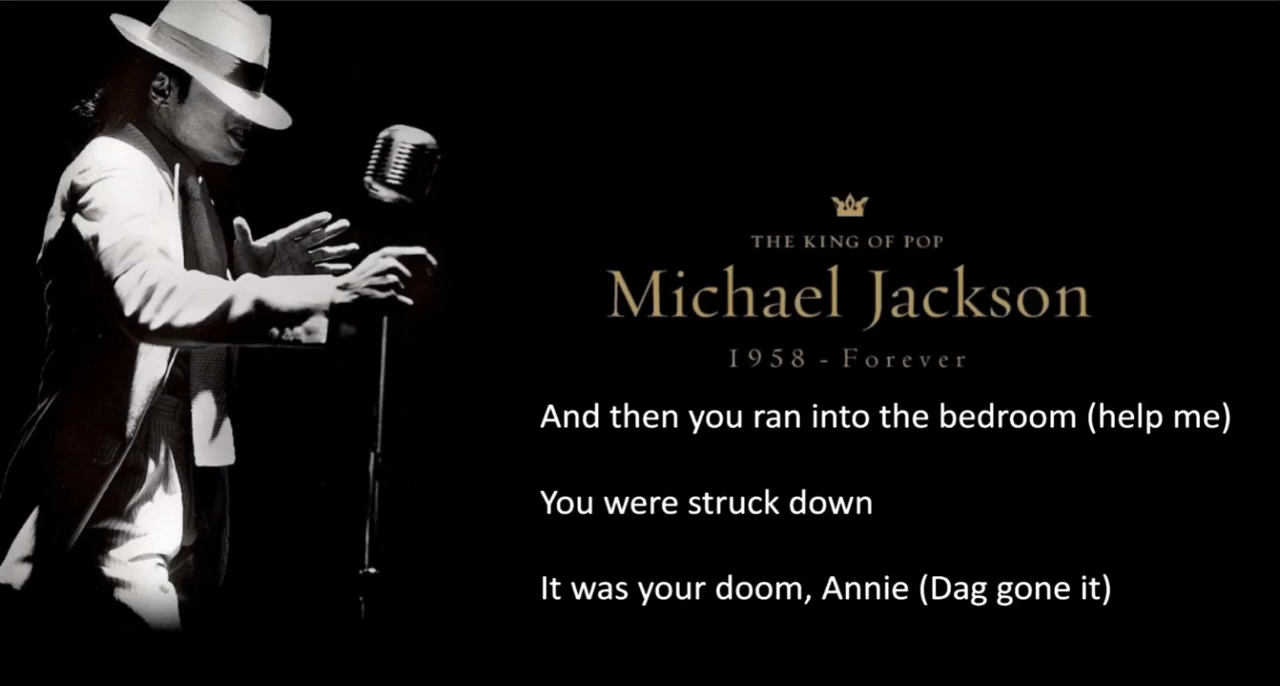 THE KING OF POP
Michael Jackson
1958 - Forever
And then you ran into the bedroom (help me)
You were struck down
It was your doom, Annie (Dag gone it)